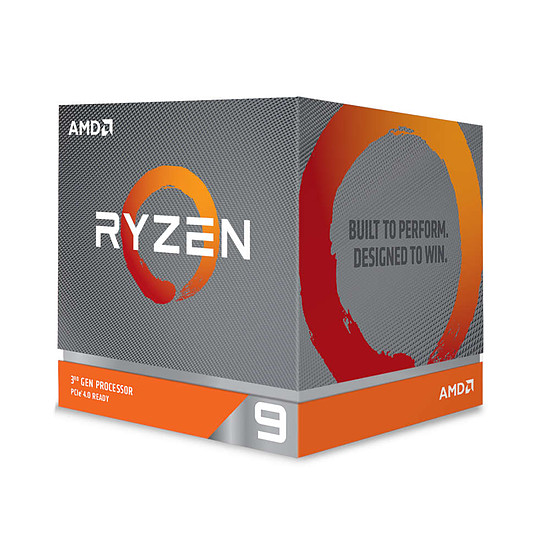 AMD
RYZEN
3rd GEN PROCESSOR
PCIe® 4.0 READY
9
BUILT TO PERFORM.
DESIGNED TO WIN.
AMD